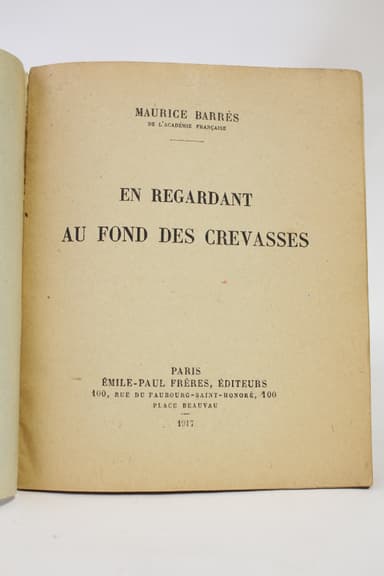 MAURICE BARRÈS
DE L'ACADÉMIE FRANÇAISE
EN REGARDANT
AU FOND DES CREVASSES
PARIS
ÉMILE-PAUL FRÈRES, ÉDITEURS
100, RUE DU FAUBOURG-SAINT-HONORÉ, 100
PLACE BEAUVAU
1917